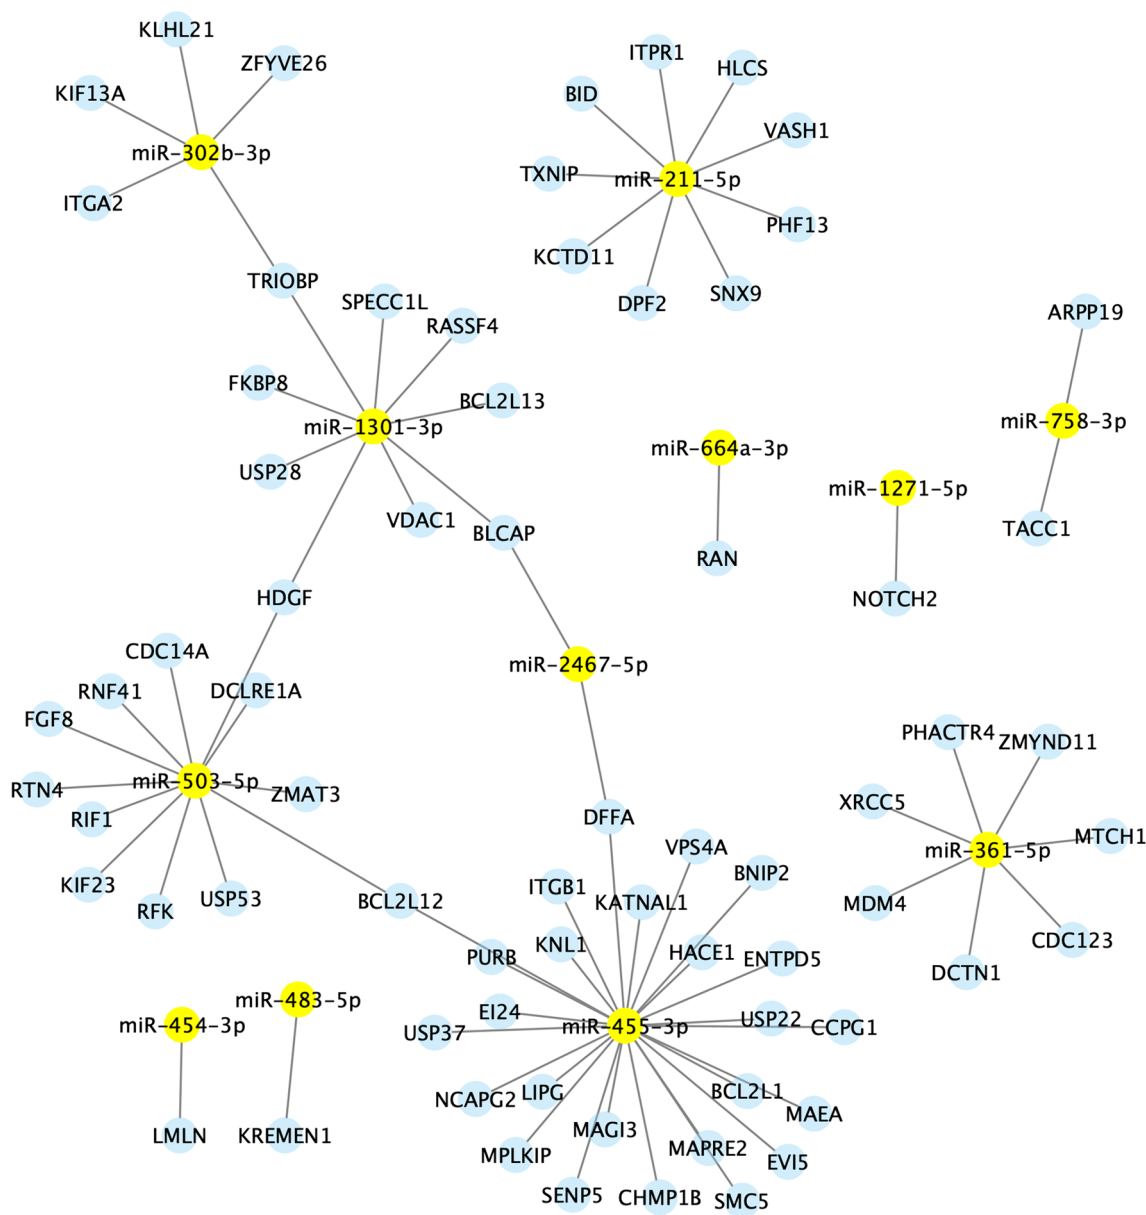 KLHL21
ZFYVE26
KIF13A
miR-302b-3p
ITGA2
ITPR1
HLCS
BID
VASH1
TXNIP
miR-211-5p
PHF13
KCTD11
DPF2
SNX9
TRIOBP
SPECC1L
RASSF4
FKBP8
BCL2L13
miR-1301-3p
USP28
VDAC1
BLCAP
ARPP19
miR-758-3p
TACC1
miR-664a-3p
RAN
miR-1271-5p
NOTCH2
HDGF
CDC14A
RNF41
DCLRE1A
FGF8
miR-503-5p
RTN4
ZMAT3
RIF1
KIF23
RFK
USP53
BCL2L12
miR-2467-5p
DFFA
PHACTR4
ZMYND11
XRCC5
MTCH1
miR-361-5p
MDM4
CDC123
DCTN1
VPS4A
BNIP2
ITGB1
KATNAL1
KNL1
HACE1
PURB
ENTPD5
EI24
USP22
miR-455-3p
CCPG1
USP37
NCAPG2
LIPG
BCL2L1
MAEA
MAGI3
MAPRE2
MPLKIP
EVI5
SENP5
CHMP1B
SMC5
miR-483-5p
miR-454-3p
LMLN
KREMEN1